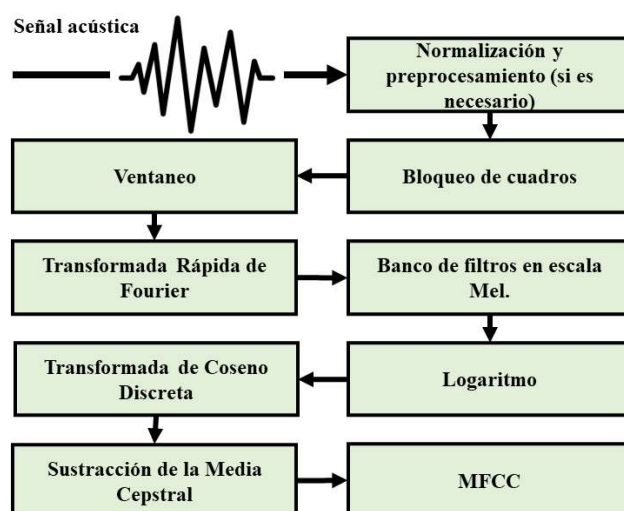 Señal acústica
Normalización y
preprocesamiento (si es
necesario)
Bloqueo de cuadros
Ventaneo
Transformada Rápida de
Fourier
Banco de filtros en escala
Mel.
Logaritmo
Transformada de Coseno
Discreta
Sustracción de la Media
Cepstral
MFCC